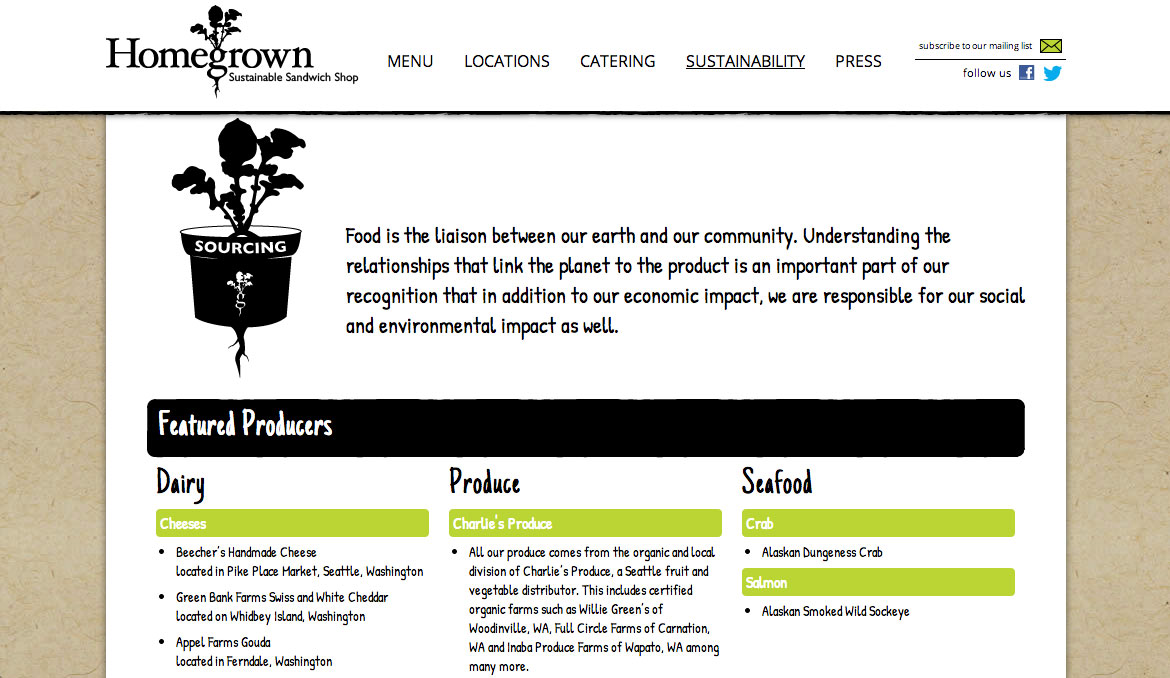 Homegrown
Sustainable Sandwich Shop
MENU LOCATIONS CATERING SUSTAINABILITY PRESS
subscribe to our mailing list
follow us
SOURCING
g
Food is the liaison between our earth and our community. Understanding the
relationships that link the planet to the product is an important part of our
recognition that in addition to our economic impact, we are responsible for our social
and environmental impact as well.
Featured Producers
Dairy
Cheeses
• Beecher's Handmade Cheese
located in Pike Place Market, Seattle, Washington
• Green Bank Farms Swiss and White Cheddar
located on Whidbey Island, Washington
• Appel Farms Gouda
located in Ferndale, Washington
Produce
Charlie's Produce
• All our produce comes from the organic and local
division of Charlie's Produce, a Seattle fruit and
vegetable distributor. This includes certified
organic farms such as Willie Green's of
Woodinville, WA, Full Circle Farms of Carnation,
WA and Inaba Produce Farms of Wapato, WA among
many more.
Seafood
Crab
• Alaskan Dungeness Crab
Salmon
• Alaskan Smoked Wild Sockeye